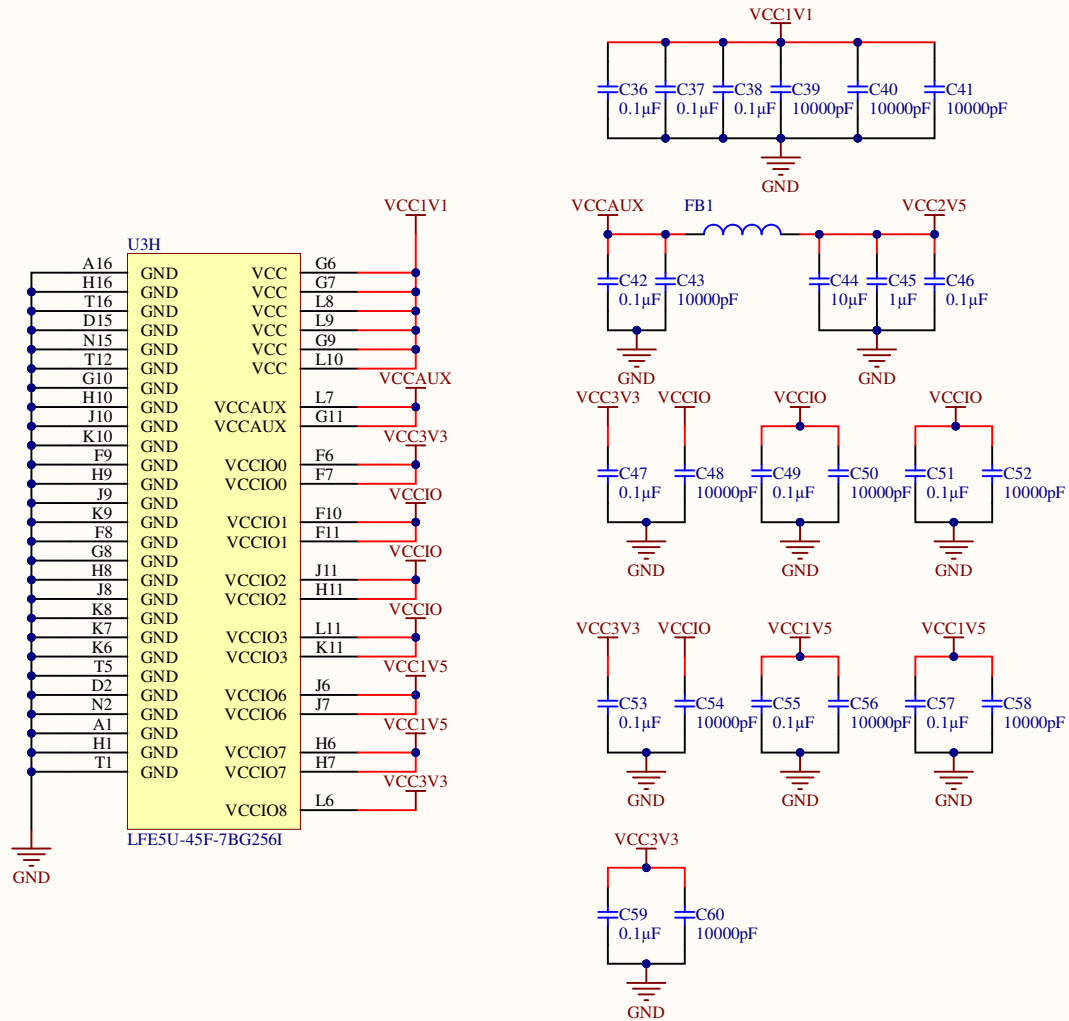 VCC1V1
C36 C37 C38 C39 C40 C41
0.1µF 0.1µF 0.1µF 10000pF 10000pF 10000pF
GND
VCCAUX FB1 VCC2V5
C42 C43 C44 C45 C46
0.1µF 10000pF 10µF 1µF 0.1µF
GND GND
VCC3V3 VCCIO VCCIO VCCIO
C47 C48 C49 C50 C51 C52
0.1µF 10000pF 0.1µF 10000pF 0.1µF 10000pF
GND GND GND
VCC3V3 VCCIO VCC1V5 VCC1V5
C53 C54 C55 C56 C57 C58
0.1µF 10000pF 0.1µF 10000pF 0.1µF 10000pF
GND GND GND
VCC3V3
C59 C60
0.1µF 10000pF
GND
VCC1V1
U3H
A16 GND VCC G6
H16 GND VCC G7
T16 GND VCC L8
D15 GND VCC L9
N15 GND VCC G9
T12 GND VCC L10
G10 GND
VCCAUX
H10 GND VCCAUX L7
J10 GND VCCAUX G11
K10 GND
VCC3V3
F9 GND VCCIO0 F6
H9 GND VCCIO0 F7
J9 GND
VCCIO
K9 GND VCCIO1 F10
F8 GND VCCIO1 F11
G8 GND
VCCIO
H8 GND VCCIO2 J11
J8 GND VCCIO2 H11
K8 GND
VCCIO
K7 GND VCCIO3 L11
K6 GND VCCIO3 K11
T5 GND
VCC1V5
D2 GND VCCIO6 J6
N2 GND VCCIO6 J7
A1 GND
VCC1V5
H1 GND VCCIO7 H6
T1 GND VCCIO7 H7
VCC3V3
VCCIO8 L6
LFE5U-45F-7BG256I
GND